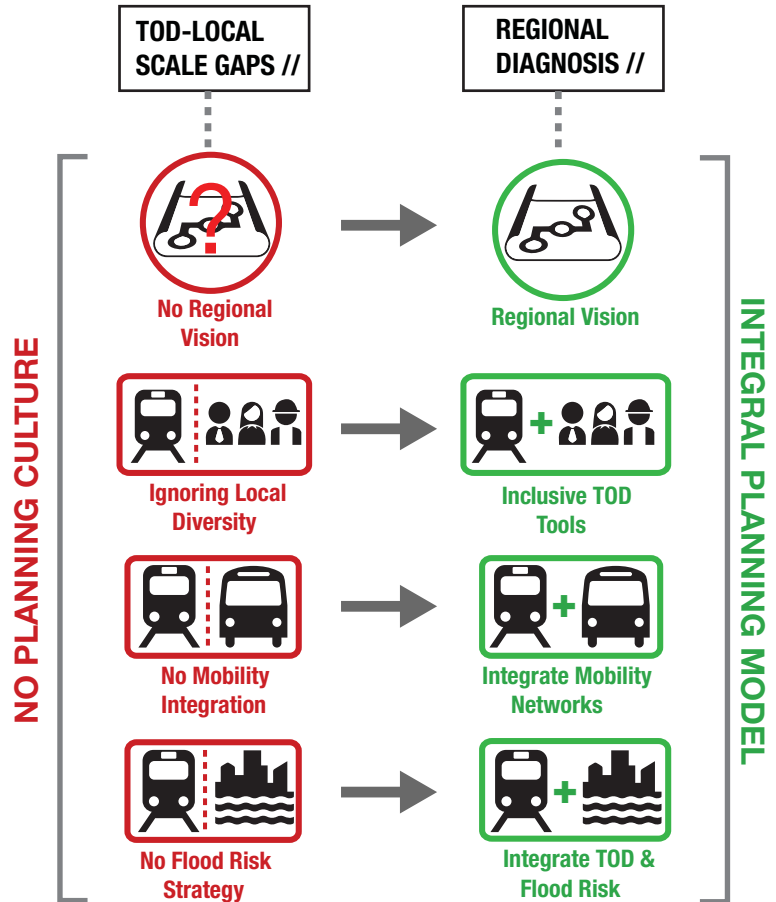 TOD-LOCAL
SCALE GAPS //
REGIONAL
DIAGNOSIS //
NO PLANNING CULTURE
INTEGRAL PLANNING MODEL
?
No Regional
Vision
Regional Vision
Ignoring Local
Diversity
+
Inclusive TOD
Tools
No Mobility
Integration
+
Integrate Mobility
Networks
No Flood Risk
Strategy
+
Integrate TOD &
Flood Risk